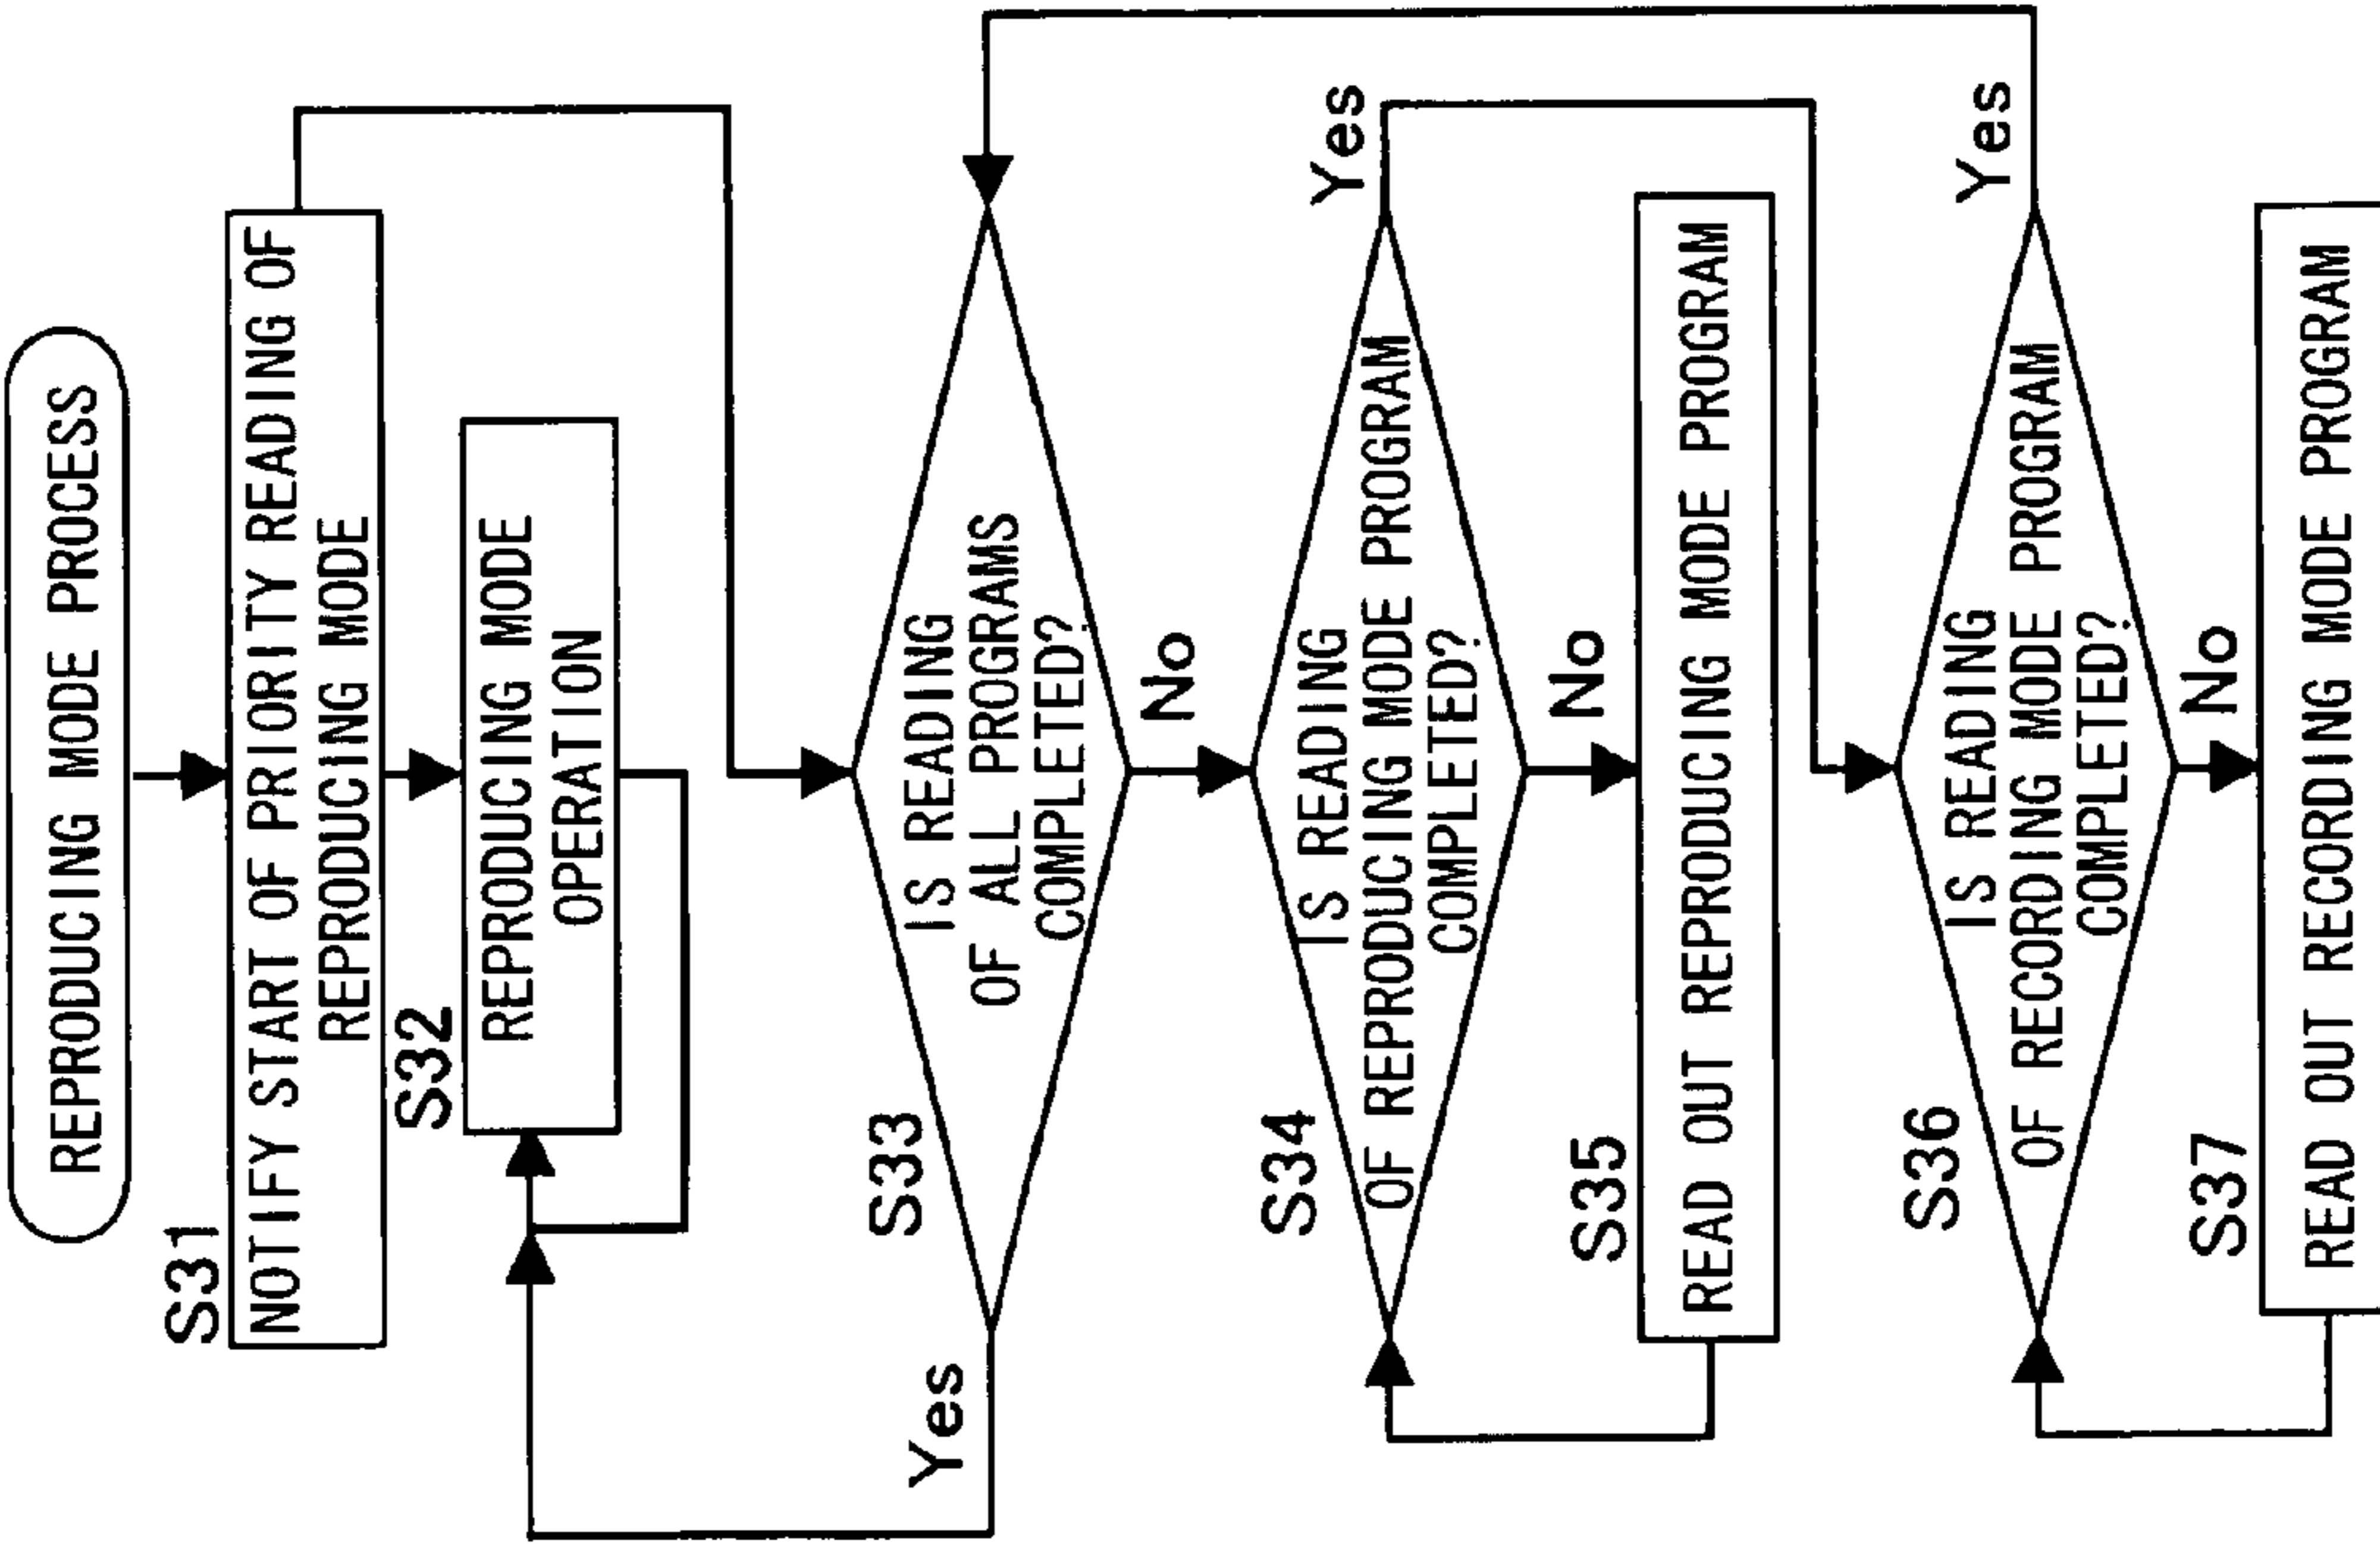 REPRODUCING MODE PROCESS
S31
NOTIFY START OF PRIORITY READING OF
REPRODUCING MODE
S32
REPRODUCING MODE
OPERATION
S33
IS READING
OF ALL PROGRAMS
COMPLETED?
Yes
No
S34
IS READING
OF REPRODUCING MODE PROGRAM
COMPLETED?
Yes
No
S35
READ OUT REPRODUCING MODE PROGRAM
S36
IS READING
OF RECORDING MODE PROGRAM
COMPLETED?
Yes
No
S37
READ OUT RECORDING MODE PROGRAM